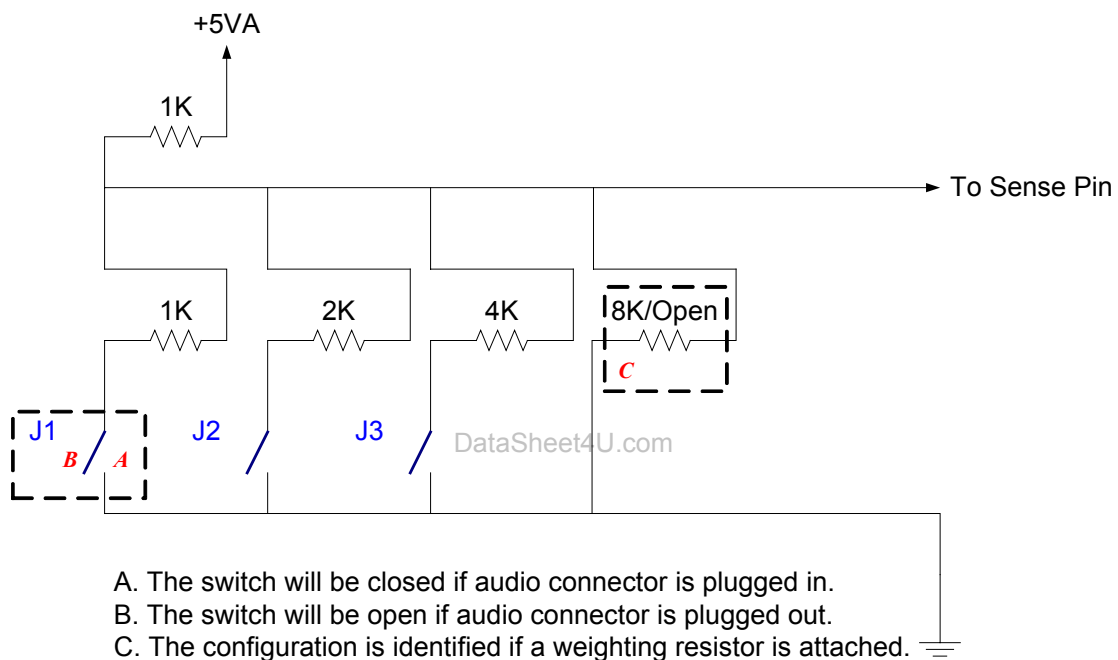 +5VA
1K
To Sense Pin
1K
2K
4K
8K/Open
C
J1
J2
J3
B
A
DataSheet4U.com
A. The switch will be closed if audio connector is plugged in.
B. The switch will be open if audio connector is plugged out.
C. The configuration is identified if a weighting resistor is attached.